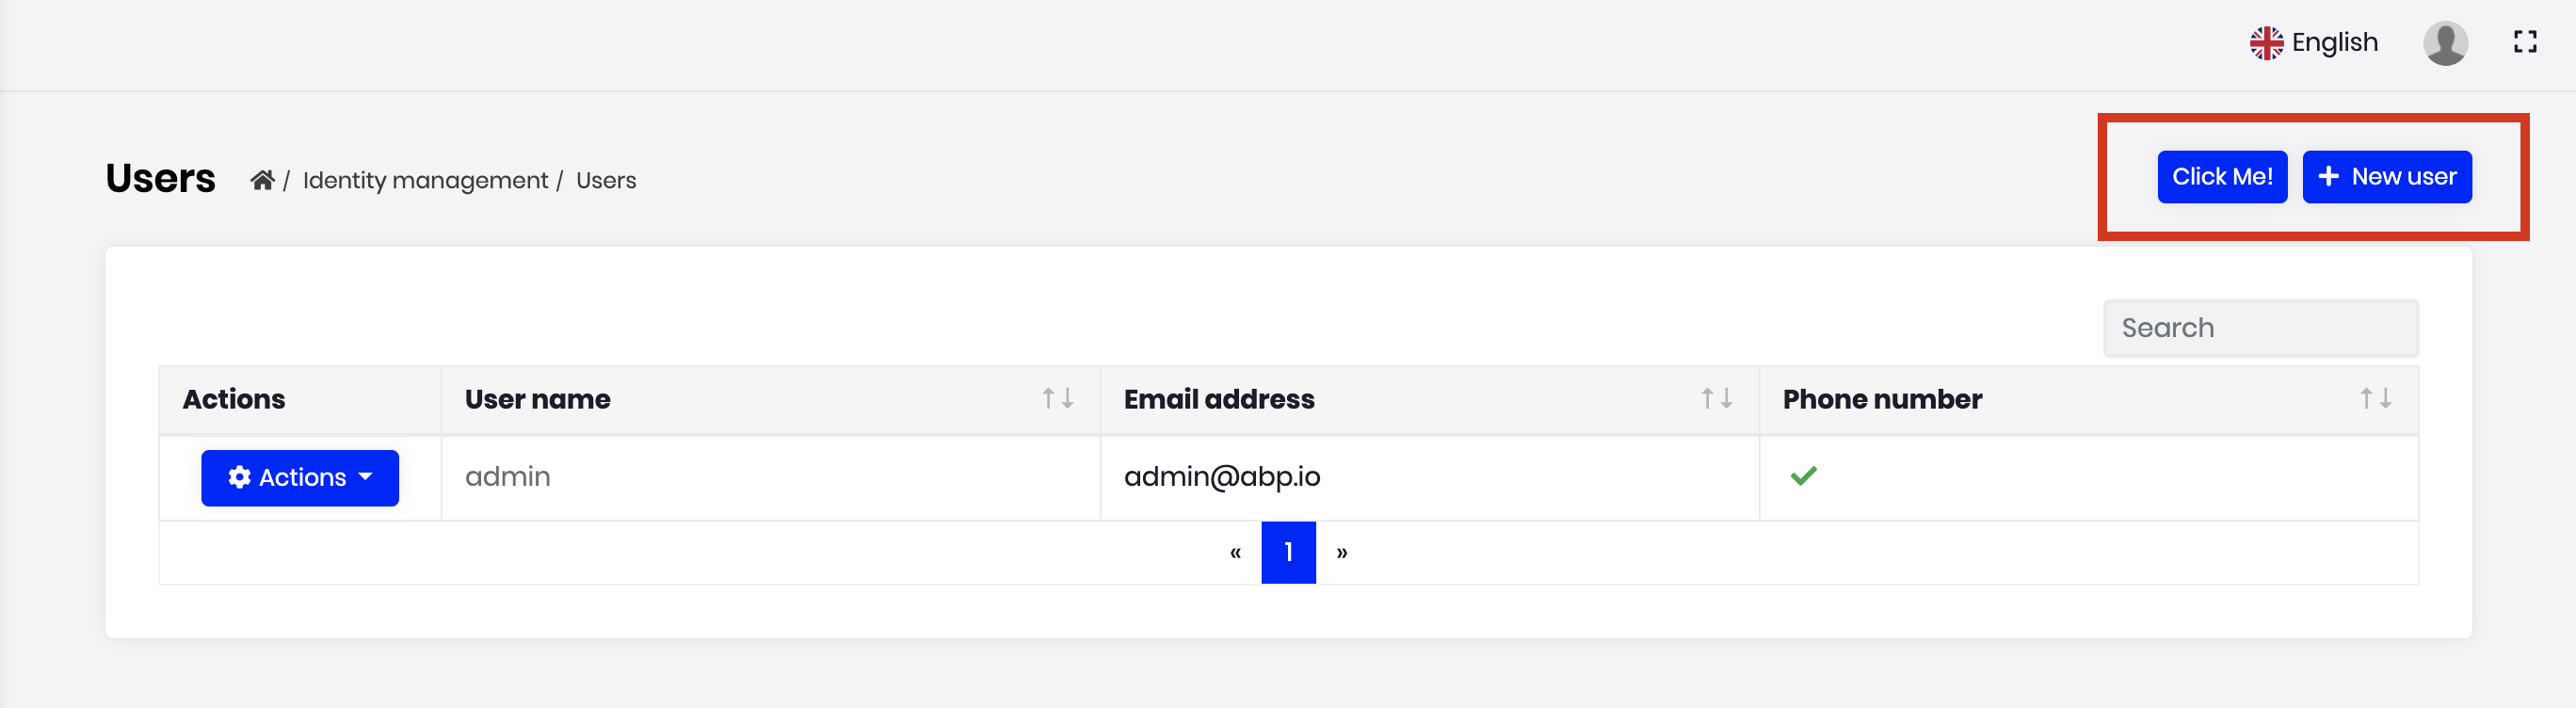 English
Users / Identity management / Users
Click Me! + New user
Search
Actions User name Email address Phone number
Actions admin admin@abp.io
« 1 »